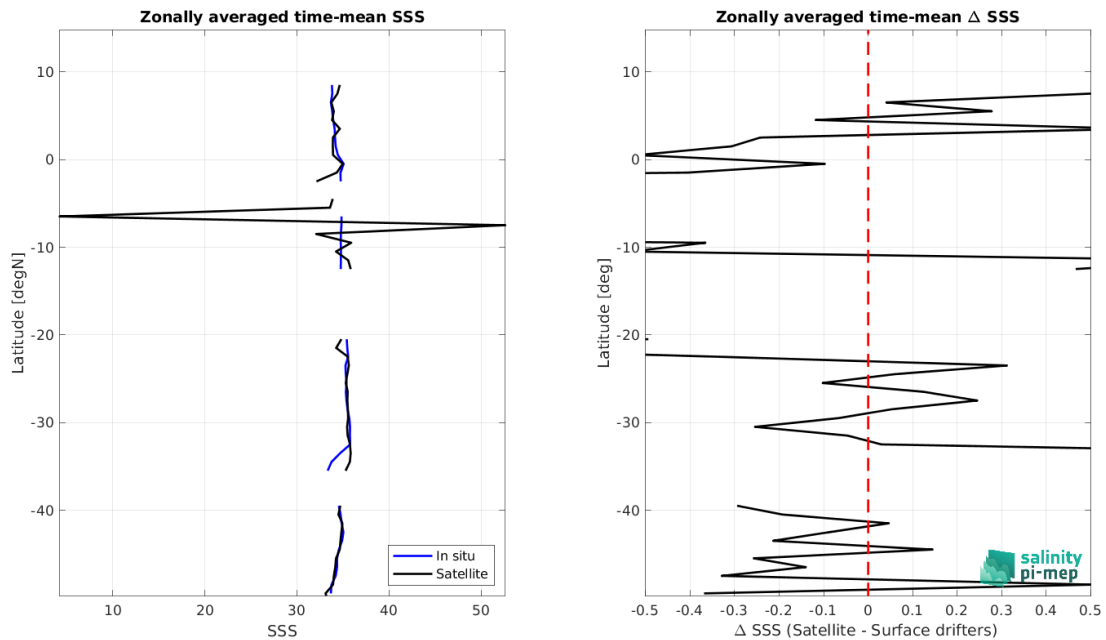 Zonally averaged time-mean SSS
Latitude [degN]
10
0
-10
-20
-30
-40
10
20
30
40
50
SSS
In situ
Satellite
Zonally averaged time-mean Δ SSS
Latitude [deg]
10
0
-10
-20
-30
-40
-0.5
-0.4
-0.3
-0.2
-0.1
0
0.1
0.2
0.3
0.4
0.5
Δ SSS (Satellite - Surface drifters)
salinity
pi-mep